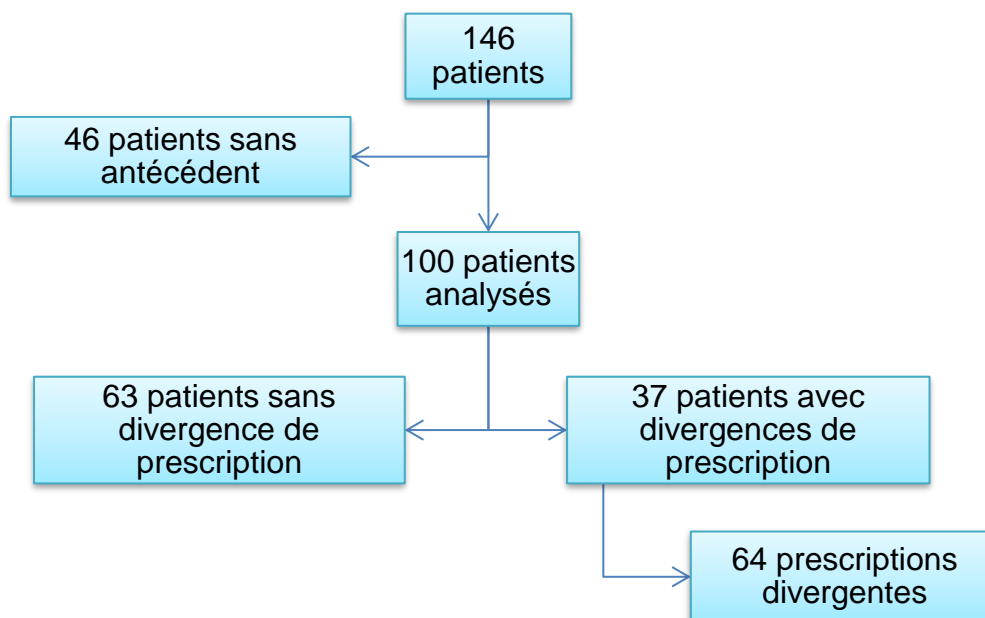 146
patients
46 patients sans
antécédent
100 patients
analysés
63 patients sans
divergence de
prescription
37 patients avec
divergences de
prescription
64 prescriptions
divergentes